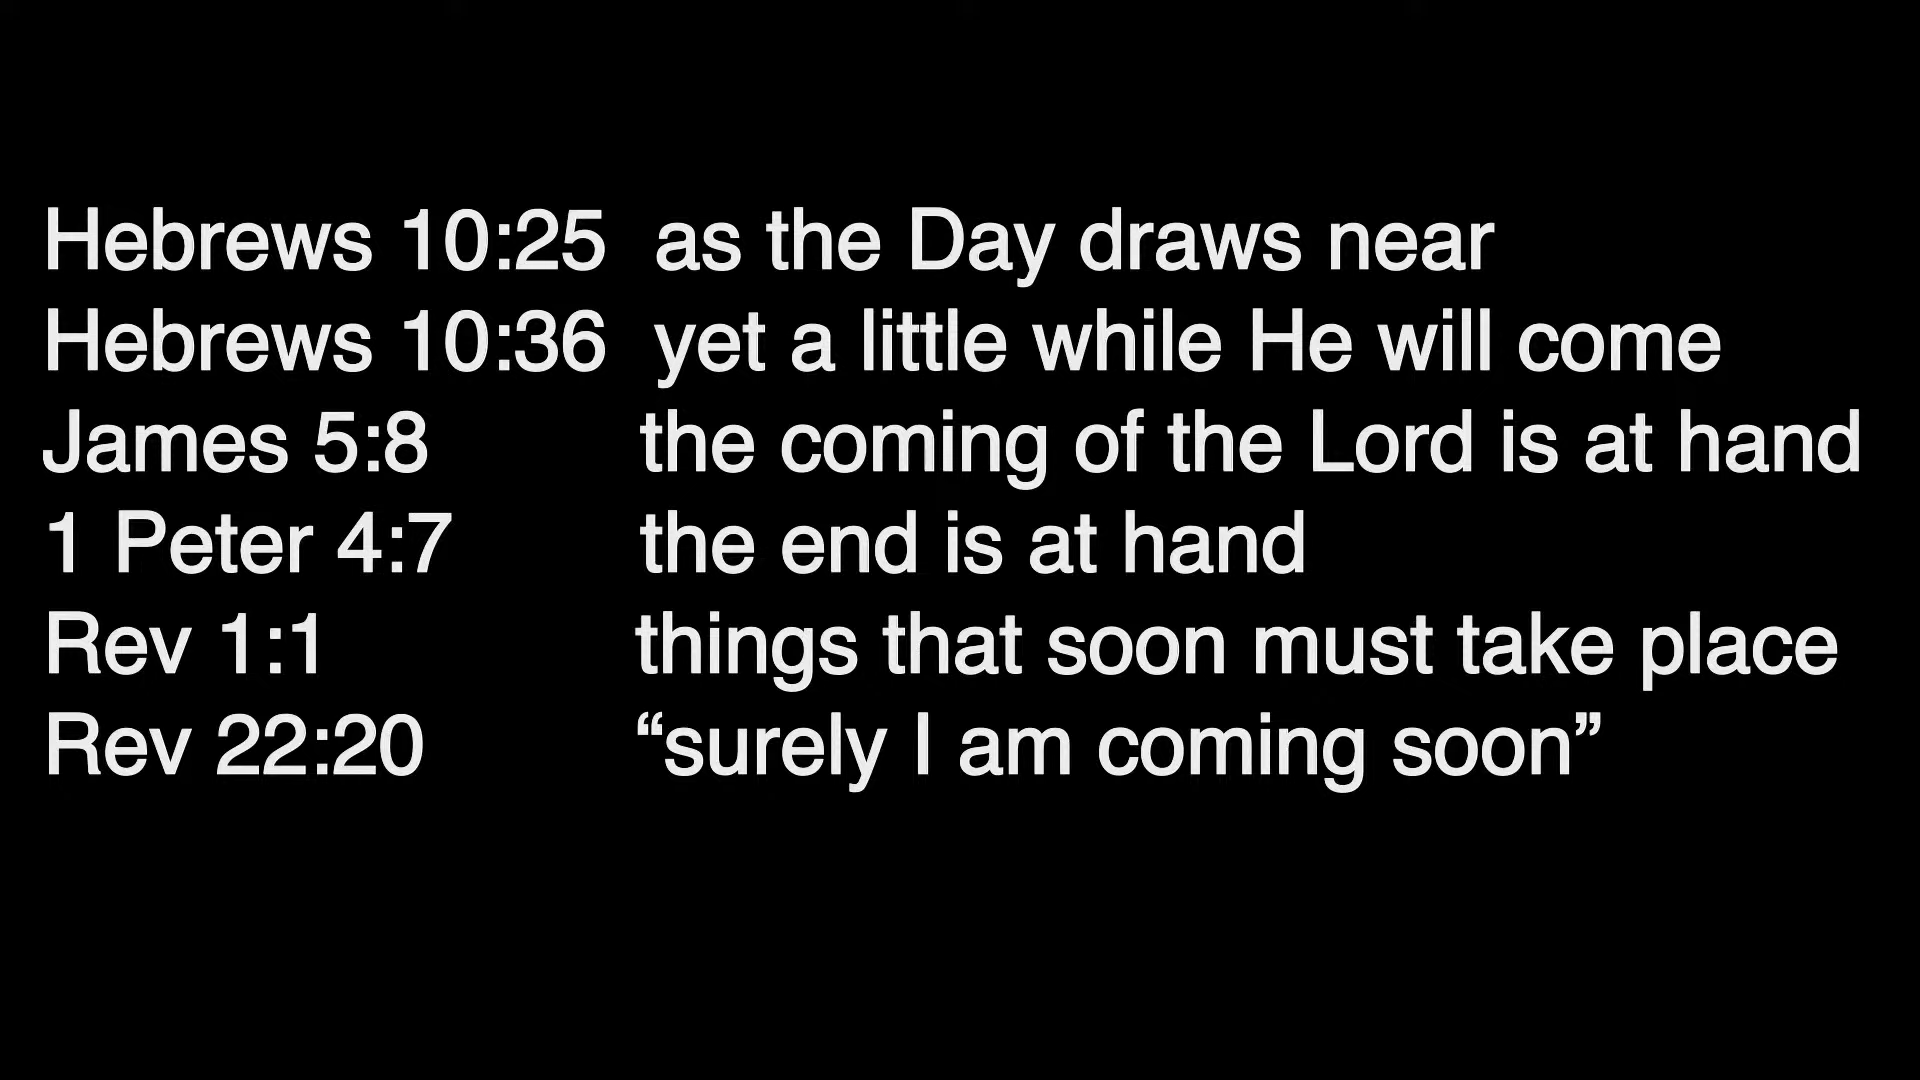 Hebrews 10:25 as the Day draws near
Hebrews 10:36 yet a little while He will come
James 5:8 the coming of the Lord is at hand
1 Peter 4:7 the end is at hand
Rev 1:1 things that soon must take place
Rev 22:20 “surely I am coming soon”